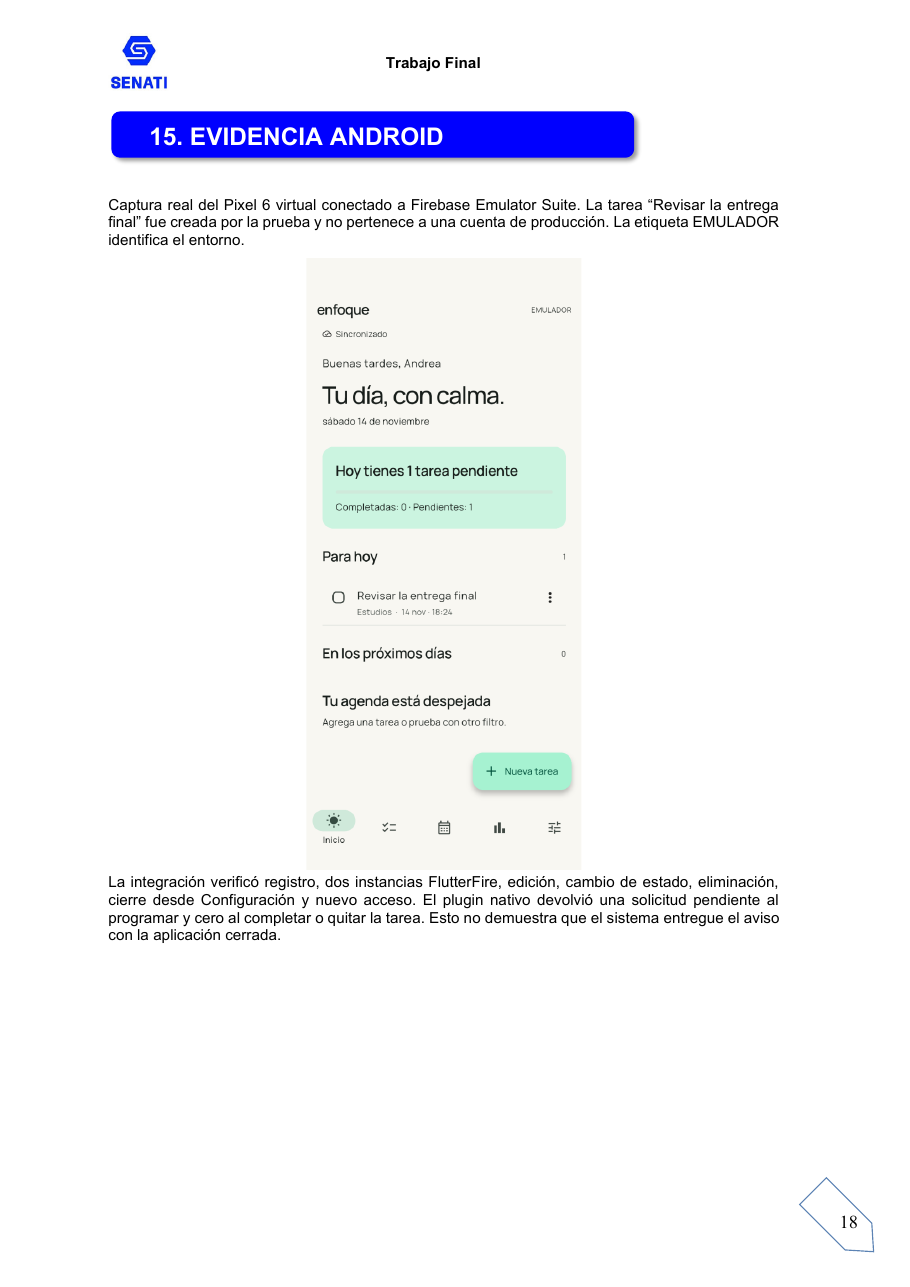 SENATI
Trabajo Final
15. EVIDENCIA ANDROID
Captura real del Pixel 6 virtual conectado a Firebase Emulator Suite. La tarea “Revisar la entrega
final” fue creada por la prueba y no pertenece a una cuenta de producción. La etiqueta EMULADOR
identifica el entorno.
enfoque
EMULADOR
Sincronizado
Buenas tardes, Andrea
Tu día, con calma.
sábado 14 de noviembre
Hoy tienes 1 tarea pendiente
Completadas: 0 · Pendientes: 1
Para hoy
1
Revisar la entrega final
Estudios · 14 nov · 18:24
En los próximos días
0
Tu agenda está despejada
Agrega una tarea o prueba con otro filtro.
+ Nueva tarea
Inicio
La integración verificó registro, dos instancias FlutterFire, edición, cambio de estado, eliminación,
cierre desde Configuración y nuevo acceso. El plugin nativo devolvió una solicitud pendiente al
programar y cero al completar o quitar la tarea. Esto no demuestra que el sistema entregue el aviso
con la aplicación cerrada.
18